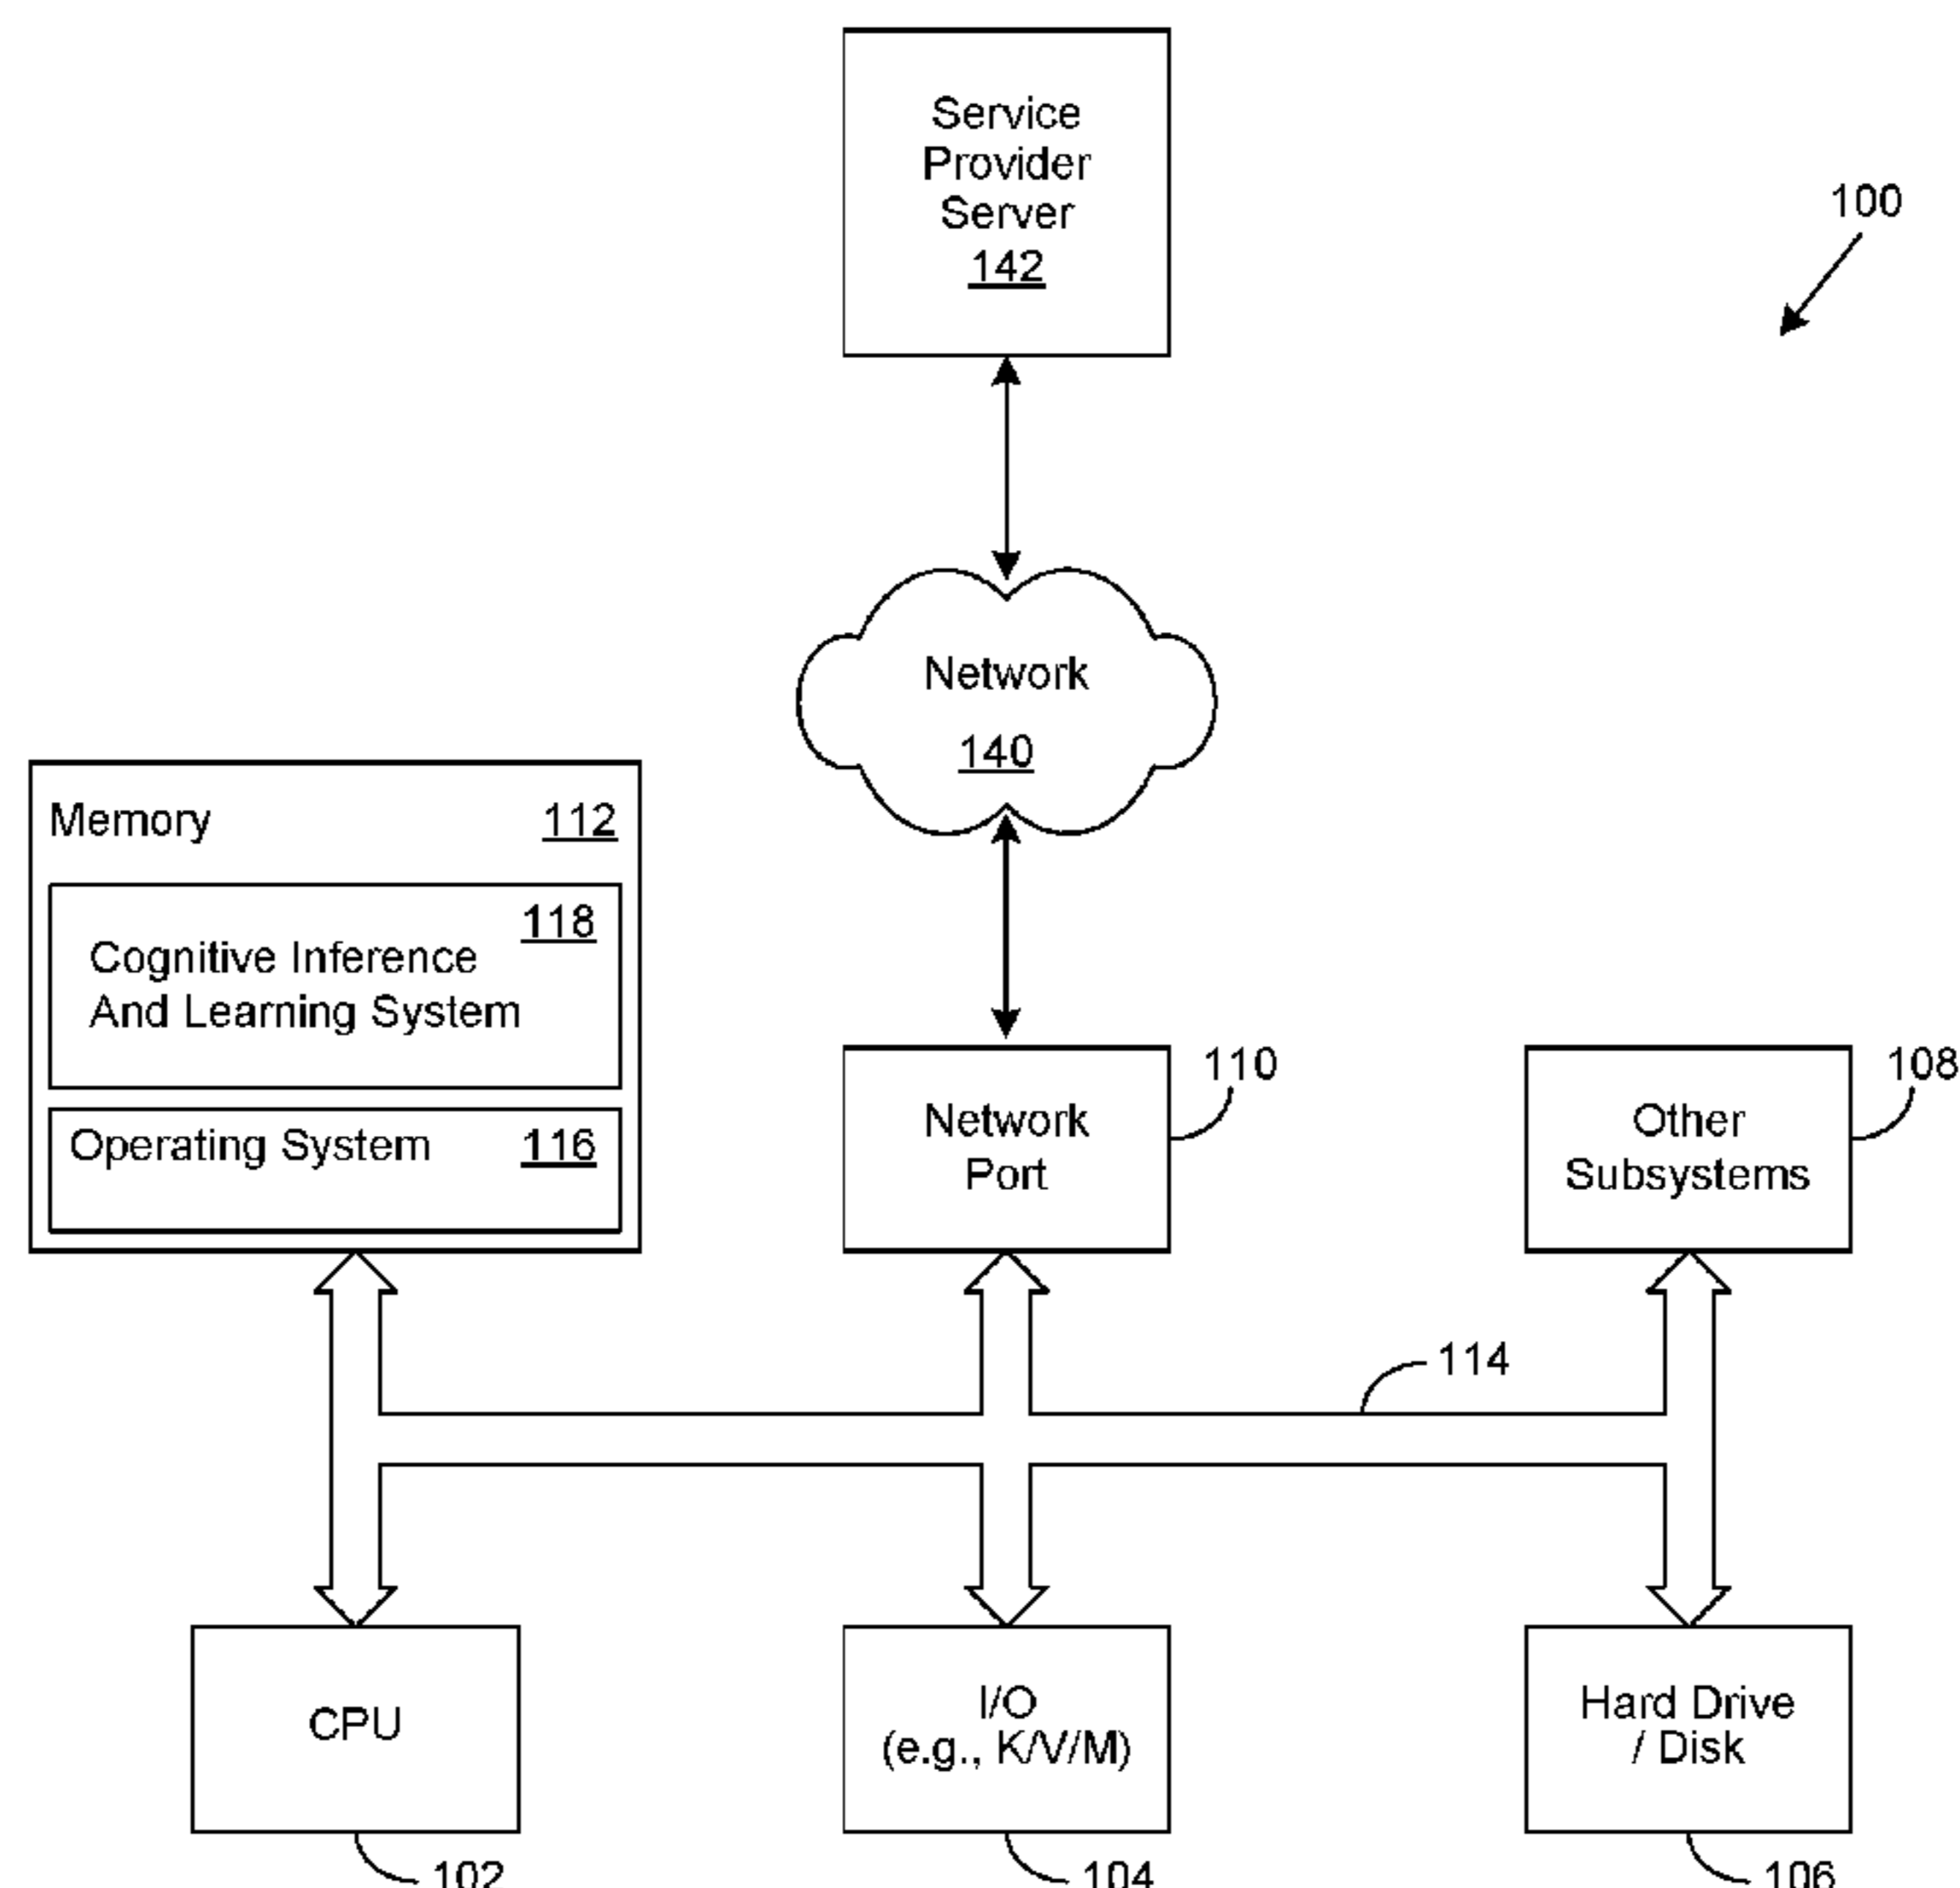 Service
Provider
Server
142
100
Network
140
Memory 112
118
Cognitive Inference
And Learning System
Operating System 116
Network
Port
110
Other
Subsystems
108
114
CPU
102
I/O
(e.g., K/V/M)
104
Hard Drive
/ Disk
106